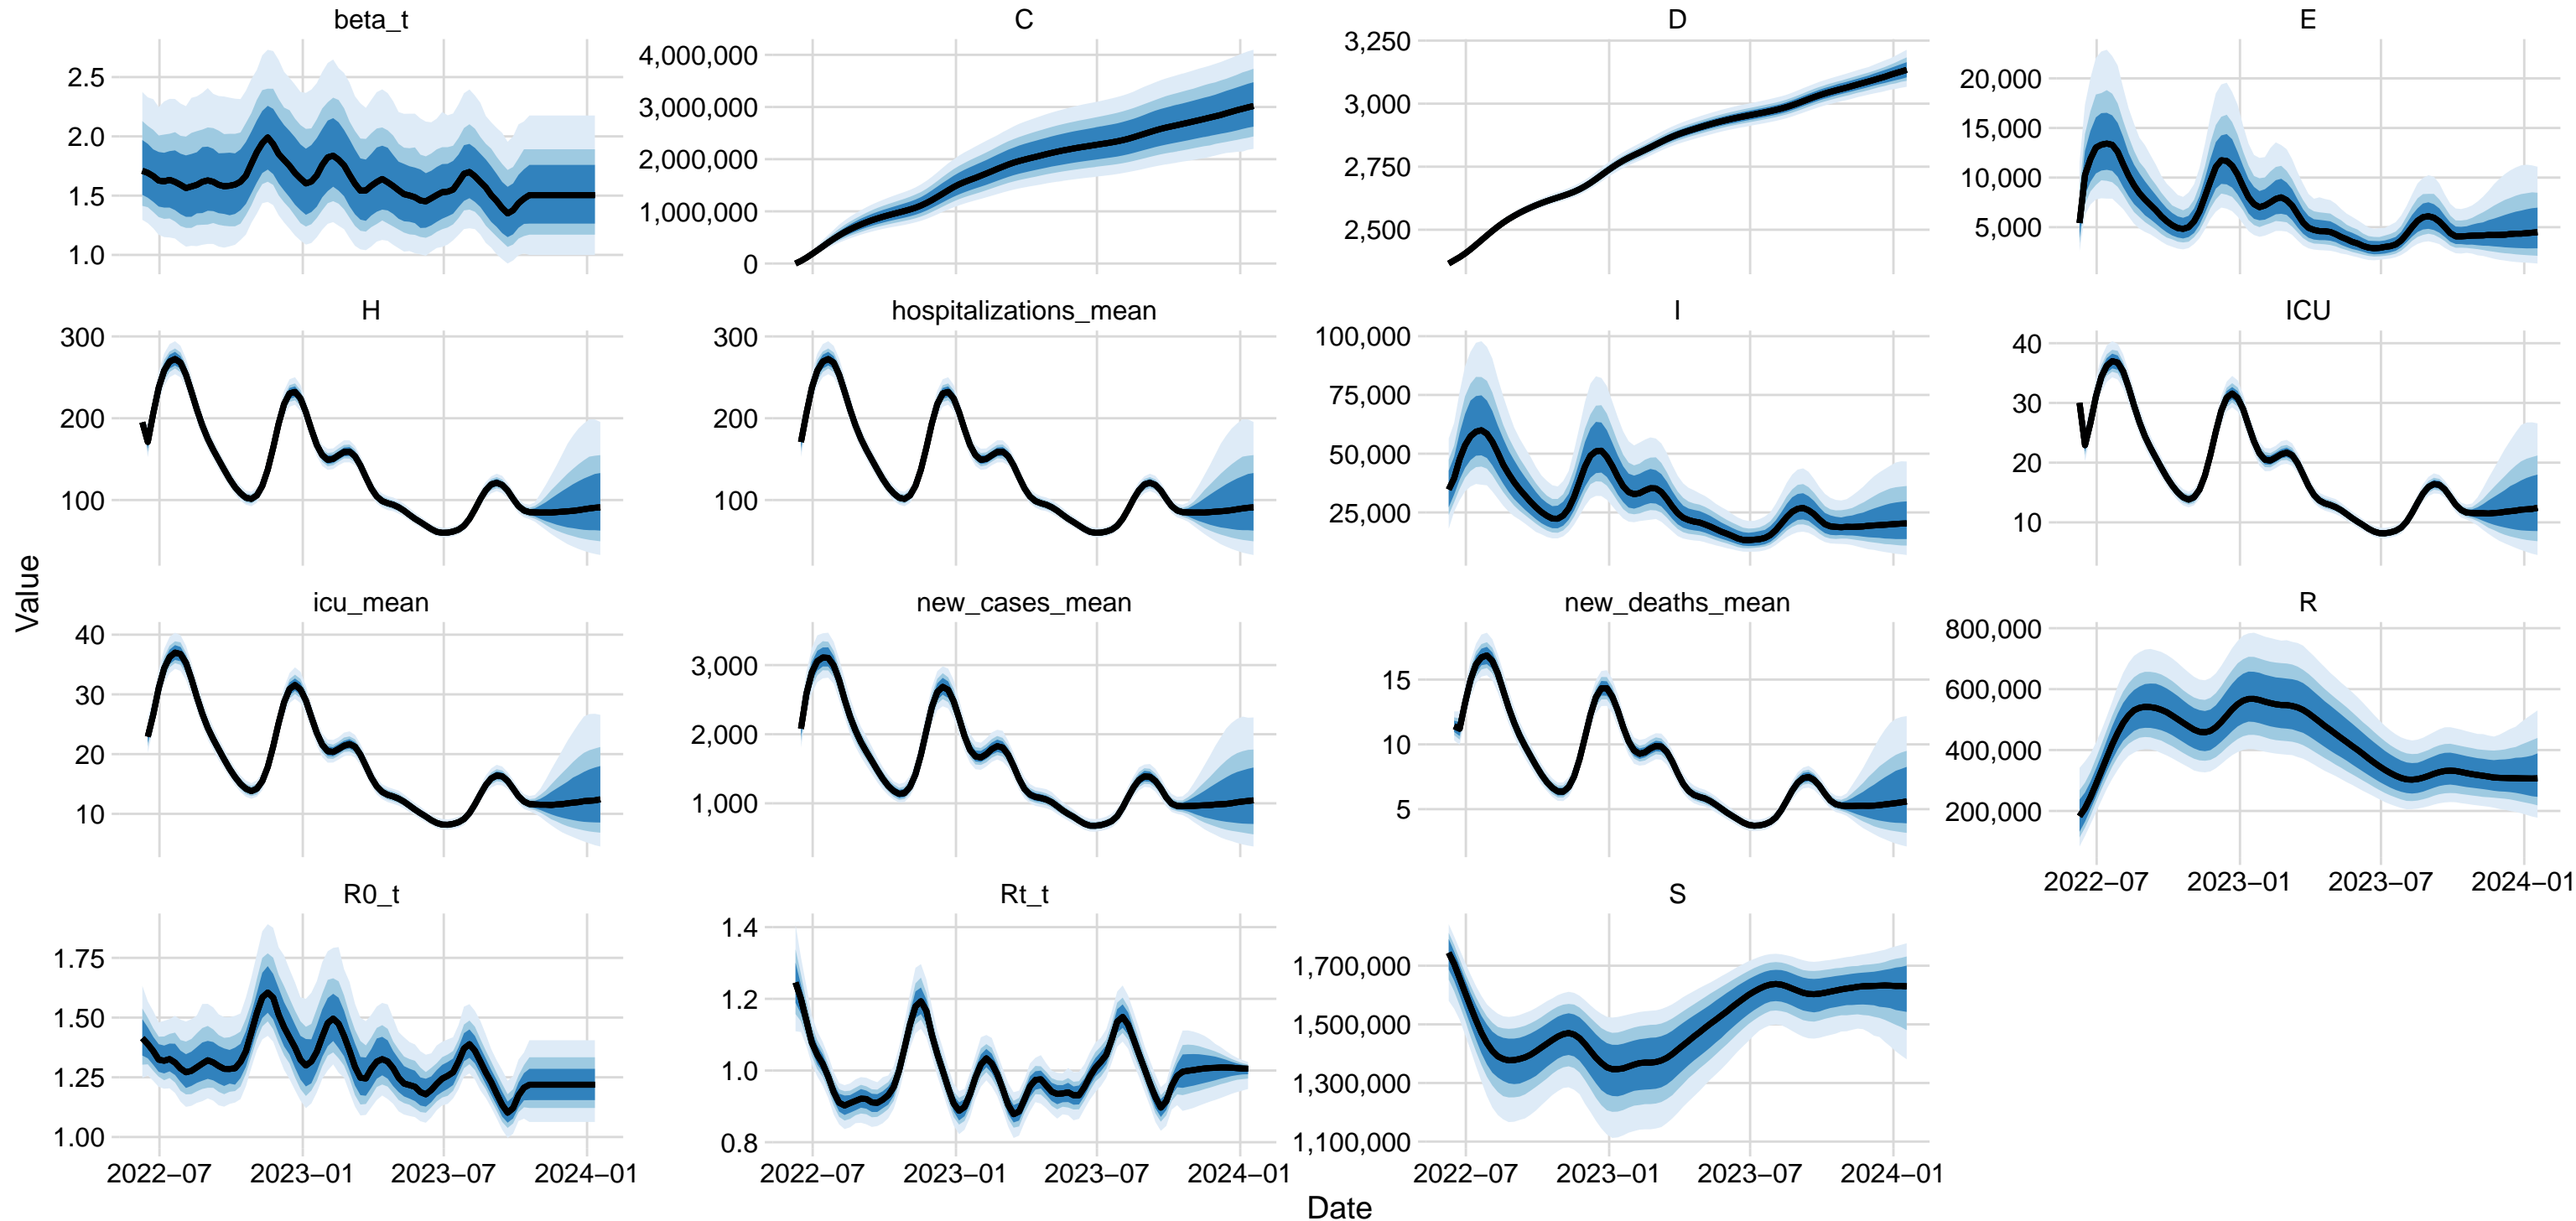 beta_t
C
D
E
2.5
2.0
1.5
1.0
4,000,000
3,000,000
2,000,000
1,000,000
0
3,250
3,000
2,750
2,500
20,000
15,000
10,000
5,000
H
hospitalizations_mean
I
ICU
300
200
100
300
200
100
100,000
75,000
50,000
25,000
40
30
20
10
icu_mean
new_cases_mean
new_deaths_mean
R
40
30
20
10
3,000
2,000
1,000
15
10
5
800,000
600,000
400,000
200,000
2022−07 2023−01 2023−07 2024−01
R0_t
Rt_t
S
1.75
1.50
1.25
1.00
1.4
1.2
1.0
0.8
1,700,000
1,500,000
1,300,000
1,100,000
2022−07 2023−01 2023−07 2024−01
2022−07 2023−01 2023−07 2024−01
2022−07 2023−01 2023−07 2024−01
Date
Value